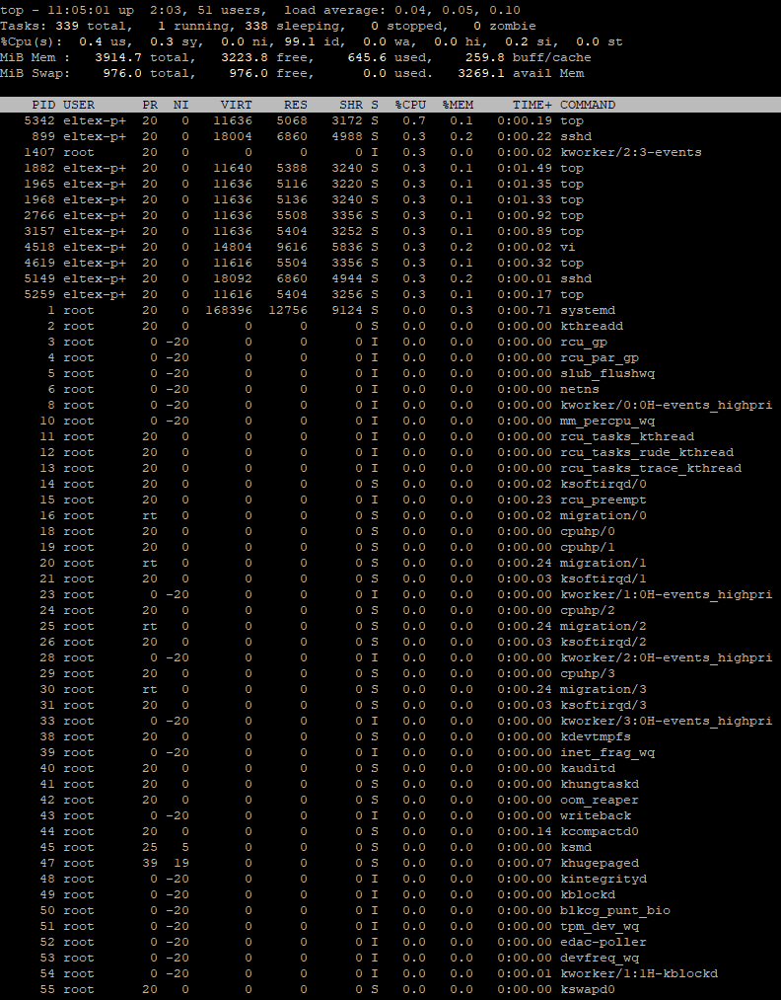 top - 11:05:01 up  2:03, 51 users,  load average: 0.04, 0.05, 0.10
Tasks: 339 total,   1 running, 338 sleeping,   0 stopped,   0 zombie
%Cpu(s):  0.4 us,  0.3 sy,  0.0 ni, 99.1 id,  0.0 wa,  0.0 hi,  0.2 si,  0.0 st
MiB Mem :   3914.7 total,   3223.8 free,    645.6 used,    259.8 buff/cache
MiB Swap:    976.0 total,    976.0 free,      0.0 used.   3269.1 avail Mem
PID USER      PR  NI    VIRT    RES    SHR S  %CPU  %MEM     TIME+ COMMAND
5342 eltex-p+  20   0   11636   5068   3172 S   0.7   0.1   0:00.19 top
899 eltex-p+  20   0   18004   6860   4988 S   0.3   0.2   0:00.22 sshd
1407 root      20   0       0      0      0 I   0.3   0.0   0:00.02 kworker/2:3-events
1882 eltex-p+  20   0   11640   5388   3240 S   0.3   0.1   0:01.49 top
1965 eltex-p+  20   0   11636   5116   3220 S   0.3   0.1   0:01.35 top
1968 eltex-p+  20   0   11636   5136   3240 S   0.3   0.1   0:01.33 top
2766 eltex-p+  20   0   11636   5508   3356 S   0.3   0.1   0:00.92 top
3157 eltex-p+  20   0   11636   5404   3252 S   0.3   0.1   0:00.89 top
4518 eltex-p+  20   0   14804   9616   5836 S   0.3   0.2   0:00.02 vi
4619 eltex-p+  20   0   11616   5504   3356 S   0.3   0.1   0:00.32 top
5149 eltex-p+  20   0   18092   6860   4944 S   0.3   0.2   0:00.01 sshd
5259 eltex-p+  20   0   11616   5404   3256 S   0.3   0.1   0:00.17 top
1 root      20   0  168396  12756   9124 S   0.0   0.3   0:00.71 systemd
2 root      20   0       0      0      0 S   0.0   0.0   0:00.00 kthreadd
3 root       0 -20       0      0      0 I   0.0   0.0   0:00.00 rcu_gp
4 root       0 -20       0      0      0 I   0.0   0.0   0:00.00 rcu_par_gp
5 root       0 -20       0      0      0 I   0.0   0.0   0:00.00 slub_flushwq
6 root       0 -20       0      0      0 I   0.0   0.0   0:00.00 netns
8 root       0 -20       0      0      0 I   0.0   0.0   0:00.00 kworker/0:0H-events_highpri
10 root       0 -20       0      0      0 I   0.0   0.0   0:00.00 mm_percpu_wq
11 root      20   0       0      0      0 I   0.0   0.0   0:00.00 rcu_tasks_kthread
12 root      20   0       0      0      0 I   0.0   0.0   0:00.00 rcu_tasks_rude_kthread
13 root      20   0       0      0      0 I   0.0   0.0   0:00.00 rcu_tasks_trace_kthread
14 root      20   0       0      0      0 S   0.0   0.0   0:00.02 ksoftirqd/0
15 root      20   0       0      0      0 I   0.0   0.0   0:00.23 rcu_preempt
16 root      rt   0       0      0      0 S   0.0   0.0   0:00.02 migration/0
18 root      20   0       0      0      0 S   0.0   0.0   0:00.00 cpuhp/0
19 root      20   0       0      0      0 S   0.0   0.0   0:00.00 cpuhp/1
20 root      rt   0       0      0      0 S   0.0   0.0   0:00.24 migration/1
21 root      20   0       0      0      0 S   0.0   0.0   0:00.03 ksoftirqd/1
23 root       0 -20       0      0      0 I   0.0   0.0   0:00.00 kworker/1:0H-events_highpri
24 root      20   0       0      0      0 S   0.0   0.0   0:00.00 cpuhp/2
25 root      rt   0       0      0      0 S   0.0   0.0   0:00.24 migration/2
26 root      20   0       0      0      0 S   0.0   0.0   0:00.03 ksoftirqd/2
28 root       0 -20       0      0      0 I   0.0   0.0   0:00.00 kworker/2:0H-events_highpri
29 root      20   0       0      0      0 S   0.0   0.0   0:00.00 cpuhp/3
30 root      rt   0       0      0      0 S   0.0   0.0   0:00.24 migration/3
31 root      20   0       0      0      0 S   0.0   0.0   0:00.03 ksoftirqd/3
33 root       0 -20       0      0      0 I   0.0   0.0   0:00.00 kworker/3:0H-events_highpri
38 root      20   0       0      0      0 S   0.0   0.0   0:00.00 kdevtmpfs
39 root       0 -20       0      0      0 I   0.0   0.0   0:00.00 inet_frag_wq
40 root      20   0       0      0      0 S   0.0   0.0   0:00.00 kauditd
41 root      20   0       0      0      0 S   0.0   0.0   0:00.00 khungtaskd
42 root      20   0       0      0      0 S   0.0   0.0   0:00.00 oom_reaper
43 root       0 -20       0      0      0 I   0.0   0.0   0:00.00 writeback
44 root      20   0       0      0      0 S   0.0   0.0   0:00.14 kcompactd0
45 root      25   5       0      0      0 S   0.0   0.0   0:00.00 ksmd
47 root      39  19       0      0      0 S   0.0   0.0   0:00.07 khugepaged
48 root       0 -20       0      0      0 I   0.0   0.0   0:00.00 kintegrityd
49 root       0 -20       0      0      0 I   0.0   0.0   0:00.00 kblockd
50 root       0 -20       0      0      0 I   0.0   0.0   0:00.00 blkcg_punt_bio
51 root       0 -20       0      0      0 I   0.0   0.0   0:00.00 tpm_dev_wq
52 root       0 -20       0      0      0 I   0.0   0.0   0:00.00 edac-poller
53 root       0 -20       0      0      0 I   0.0   0.0   0:00.00 devfreq_wq
54 root       0 -20       0      0      0 I   0.0   0.0   0:00.01 kworker/1:1H-kblockd
55 root      20   0       0      0      0 S   0.0   0.0   0:00.00 kswapd0